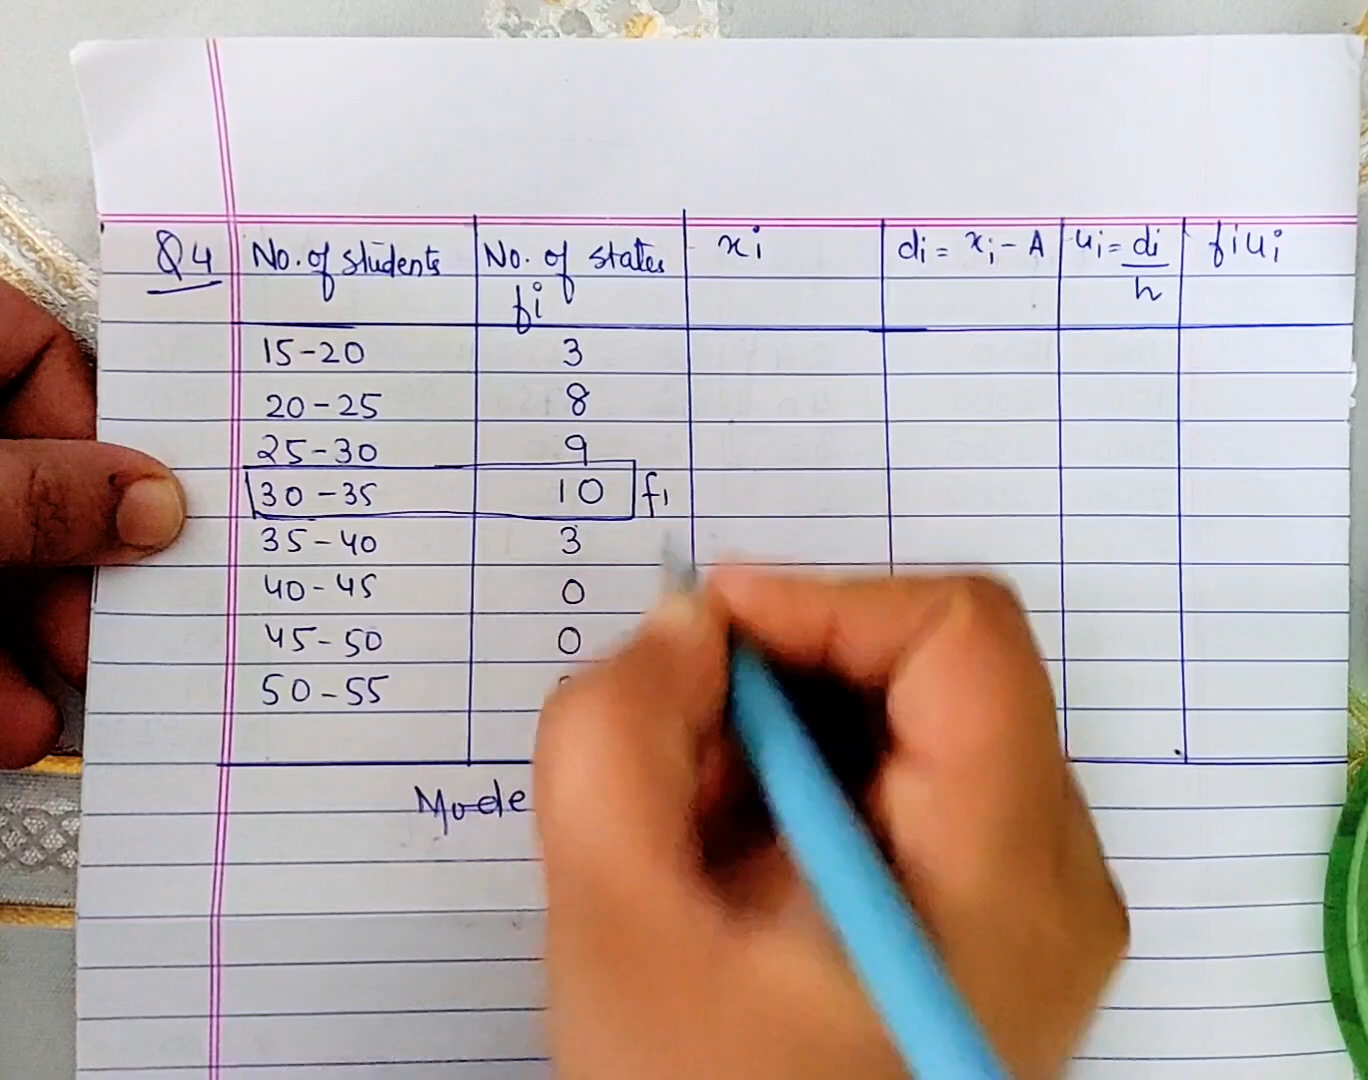 Q4 No. of students No. of states fi xi di = xi - A ui = di/h fiui
15-20 3
20-25 8
25-30 9
30-35 10 f1
35-40 3
40-45 0
45-50 0
50-55
Mode